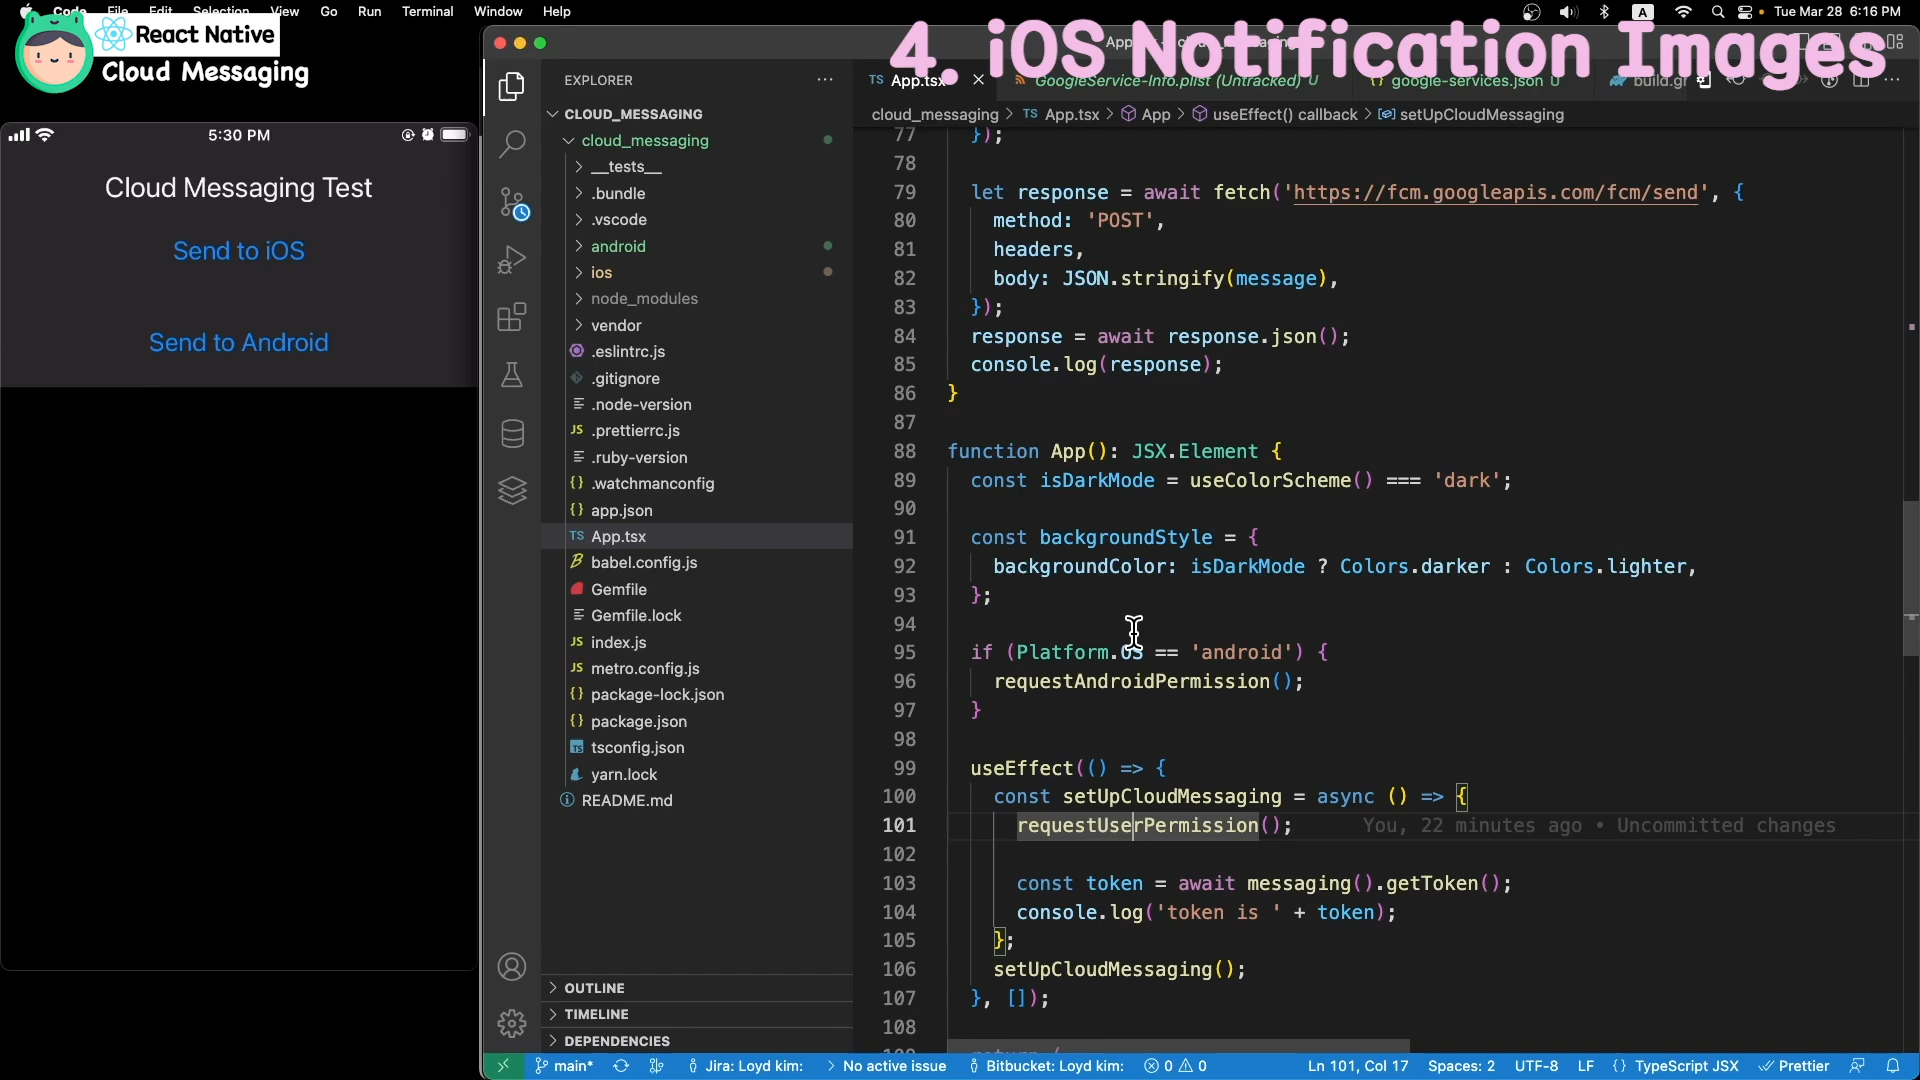 Code File Edit Selection View Go Run Terminal Window Help
A
Tue Mar 28 6:16 PM
React Native
Cloud Messaging
4. iOS Notification Images
5:30 PM
Cloud Messaging Test
Send to iOS
Send to Android
EXPLORER
CLOUD_MESSAGING
cloud_messaging
__tests__
.bundle
.vscode
android
ios
node_modules
vendor
.eslintrc.js
.gitignore
.node-version
JS .prettierrc.js
.ruby-version
{} .watchmanconfig
{} app.json
TS App.tsx
babel.config.js
Gemfile
Gemfile.lock
JS index.js
JS metro.config.js
{} package-lock.json
{} package.json
TS tsconfig.json
yarn.lock
README.md
OUTLINE
TIMELINE
DEPENDENCIES
TS App.tsx
GoogleService-Info.plist (Untracked) U
{} google-services.json U
build.gr
cloud_messaging > TS App.tsx > App > useEffect() callback > setUpCloudMessaging
77 });
78
79 let response = await fetch('https://fcm.googleapis.com/fcm/send', {
80 method: 'POST',
81 headers,
82 body: JSON.stringify(message),
83 });
84 response = await response.json();
85 console.log(response);
86 }
87
88 function App(): JSX.Element {
89 const isDarkMode = useColorScheme() === 'dark';
90
91 const backgroundStyle = {
92 backgroundColor: isDarkMode ? Colors.darker : Colors.lighter,
93 };
94
95 if (Platform.OS == 'android') {
96 requestAndroidPermission();
97 }
98
99 useEffect(() => {
100 const setUpCloudMessaging = async () => {
101 requestUserPermission(); You, 22 minutes ago • Uncommitted changes
102
103 const token = await messaging().getToken();
104 console.log('token is ' + token);
105 };
106 setUpCloudMessaging();
107 }, []);
108
main* Jira: Loyd kim: > No active issue Bitbucket: Loyd kim: 0 0 Ln 101, Col 17 Spaces: 2 UTF-8 LF {} TypeScript JSX Prettier